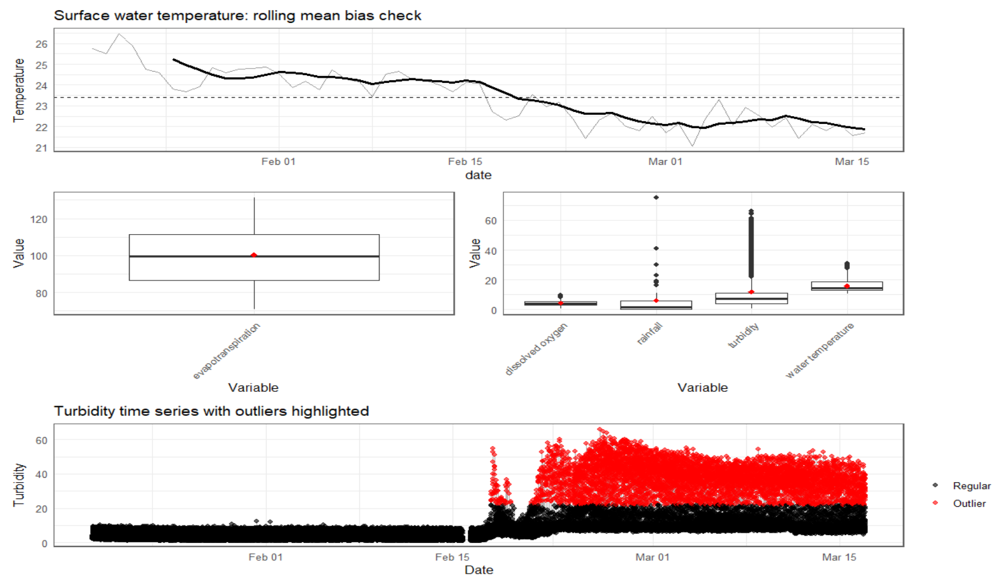 Surface water temperature: rolling mean bias check
Temperature
26
25
24
23
22
21
Feb 01
Feb 15
Mar 01
Mar 15
date
Value
120
100
80
evapotranspiration
Variable
Value
60
40
20
0
dissolved oxygen
rainfall
turbidity
water temperature
Variable
Turbidity time series with outliers highlighted
Turbidity
60
40
20
0
Feb 01
Feb 15
Mar 01
Mar 15
Date
Regular
Outlier